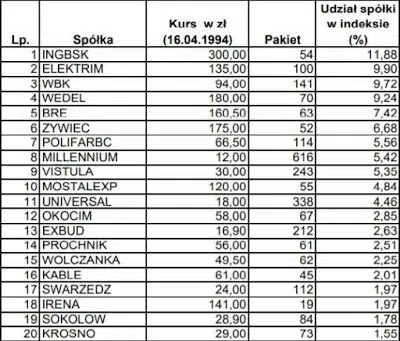 Lp. Spółka Kurs w zł (16.04.1994) Pakiet Udział spółki w indeksie (%)
1 INGBSK 300,00 54 11,88
2 ELEKTRIM 135,00 100 9,90
3 WBK 94,00 141 9,72
4 WEDEL 180,00 70 9,24
5 BRE 160,50 63 7,42
6 ZYWIEC 175,00 52 6,68
7 POLIFARBC 66,50 114 5,56
8 MILLENNIUM 12,00 616 5,42
9 VISTULA 30,00 243 5,35
10 MOSTALEXP 120,00 55 4,84
11 UNIVERSAL 18,00 338 4,46
12 OKOCIM 58,00 67 2,85
13 EXBUD 16,90 212 2,63
14 PROCHNIK 56,00 61 2,51
15 WOLCZANKA 49,50 62 2,25
16 KABLE 61,00 45 2,01
17 SWARZEDZ 24,00 112 1,97
18 IRENA 141,00 19 1,97
19 SOKOLOW 28,90 84 1,78
20 KROSNO 29,00 73 1,55